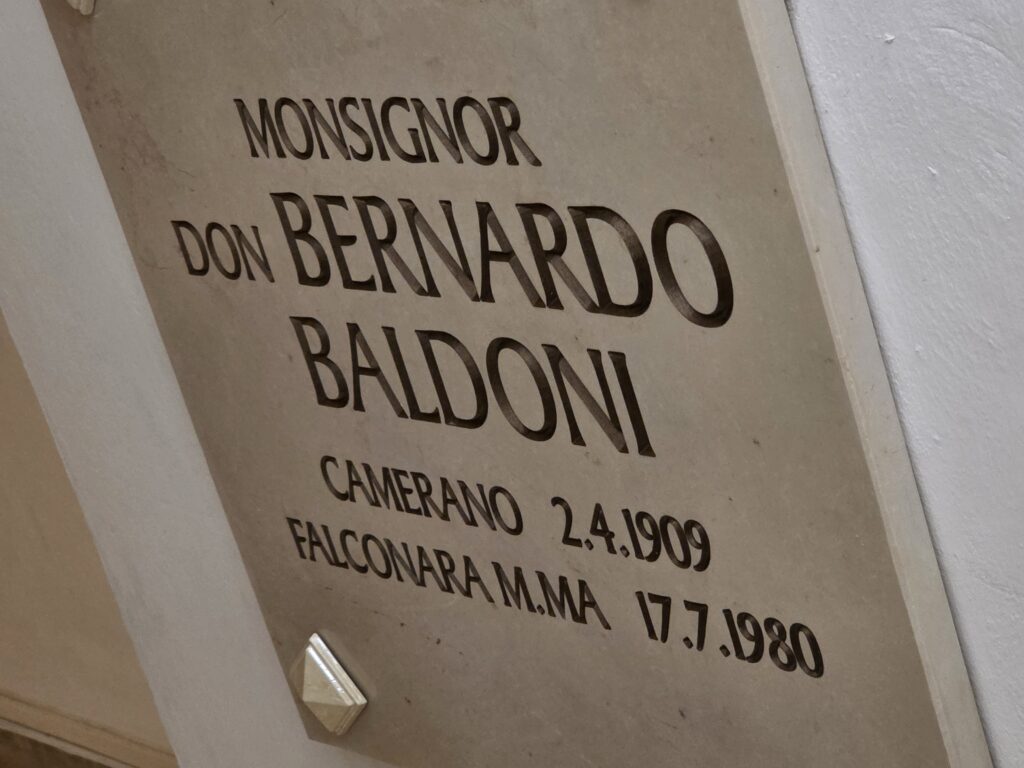 MONSIGNOR
DON BERNARDO
BALDONI
CAMERANO 2.4.1909
FALCONARA M.MA 17.7.1980